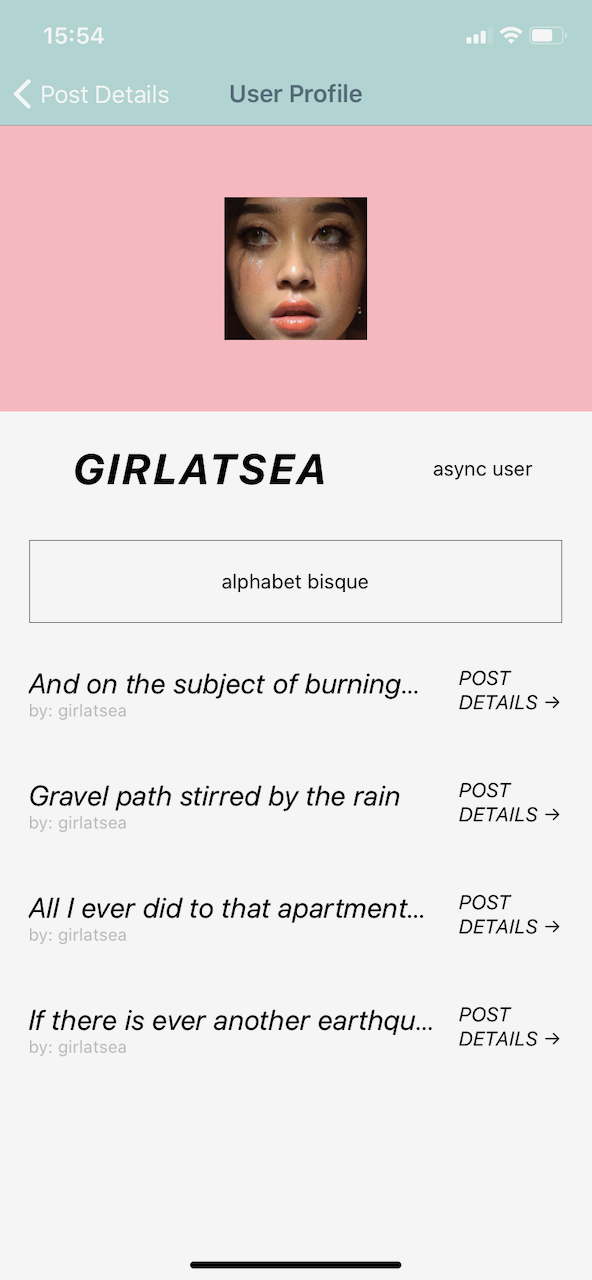 15:54
Post Details User Profile
GIRLATSEA async user
alphabet bisque
And on the subject of burning...
by: girlatsea
POST
DETAILS →
Gravel path stirred by the rain
by: girlatsea
POST
DETAILS →
All I ever did to that apartment...
by: girlatsea
POST
DETAILS →
If there is ever another earthqu...
by: girlatsea
POST
DETAILS →